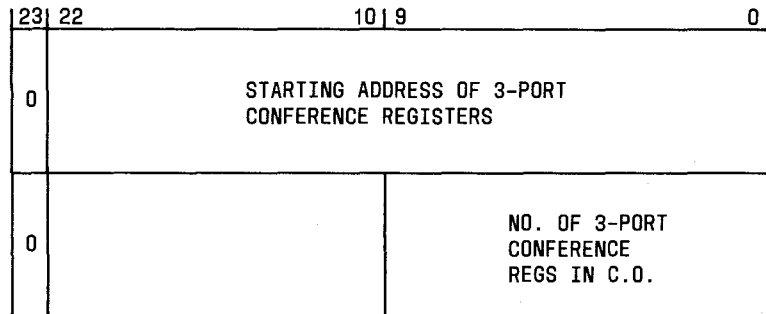 23 22 10 9 0
0 STARTING ADDRESS OF 3-PORT
CONFERENCE REGISTERS
0 NO. OF 3-PORT
CONFERENCE
REGS IN C.O.